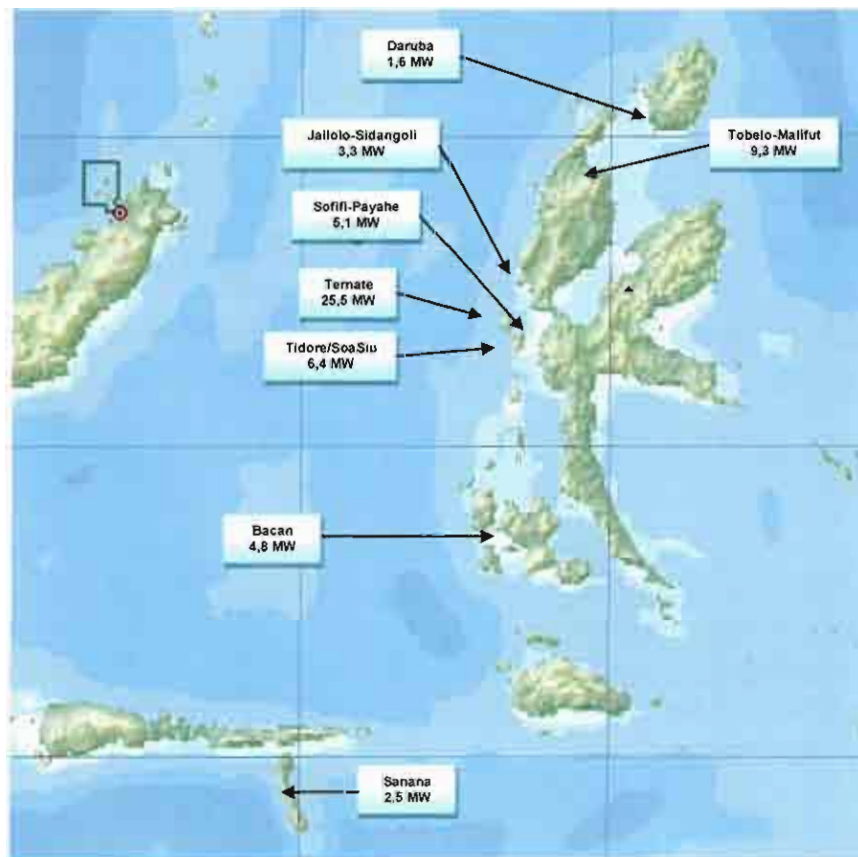 Daruba
1,6 MW
Jailolo-Sidangoli
3,3 MW
Tobelo-Malifut
9,3 MW
Sofifi-Payahe
5,1 MW
Ternate
25,5 MW
Tidore/SoaSiu
6,4 MW
Bacan
4,8 MW
Sanana
2,5 MW